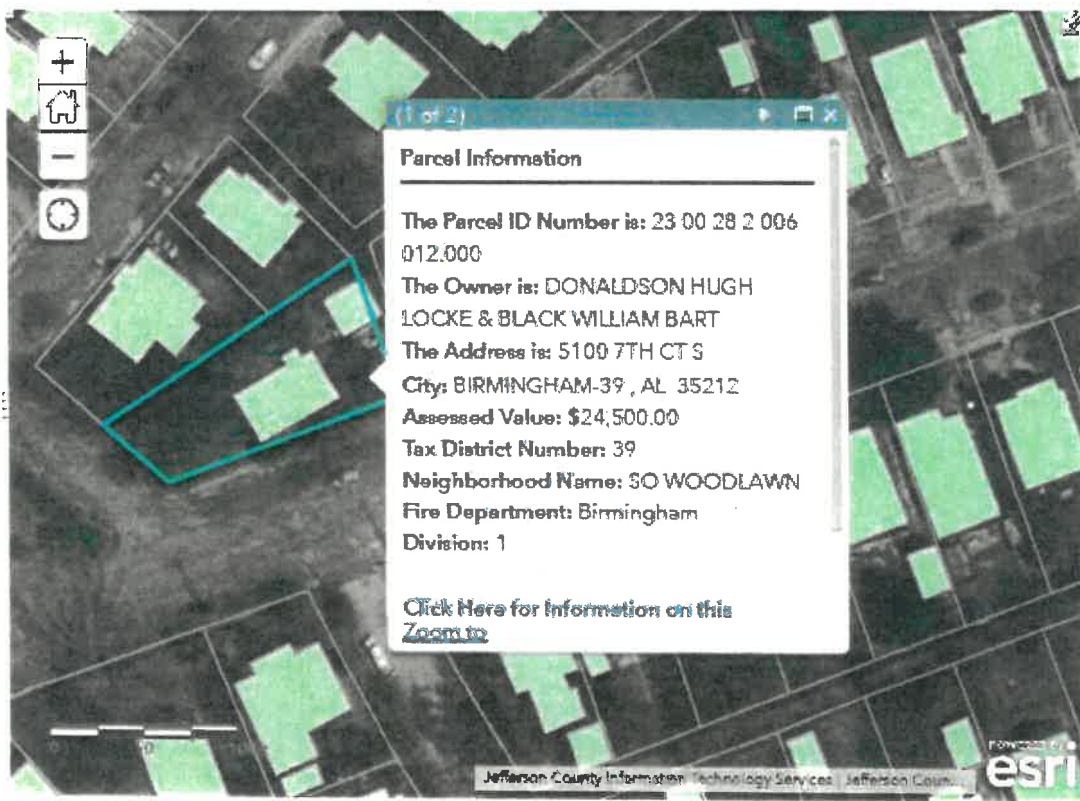 (1 of 2)
Parcel Information
The Parcel ID Number is: 23 00 28 2 006
012.000
The Owner is: DONALDSON HUGH
LOCKE & BLACK WILLIAM BART
The Address is: 5100 7TH CT S
City: BIRMINGHAM-39 , AL 35212
Assessed Value: $24,500.00
Tax District Number: 39
Neighborhood Name: SO WOODLAWN
Fire Department: Birmingham
Division: 1
Click Here for Information on this
Zoom to
Jefferson County Information Technology Services | Jefferson Coun...
POWERED BY
esri